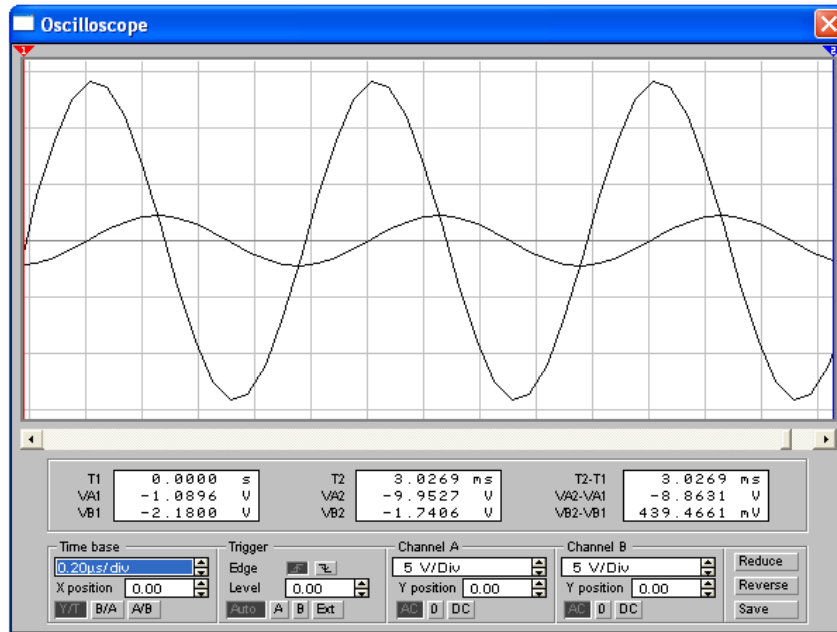 Oscilloscope
1 2
T1 0.0000 s T2 3.0269 ms T2-T1 3.0269 ms
VA1 -1.0896 V VA2 -9.9527 V VA2-VA1 -8.8631 V
VB1 -2.1800 V VB2 -1.7406 V VB2-VB1 439.4661 mV
Time base Trigger Channel A Channel B
0.20µs/div Edge 5 V/Div 5 V/Div Reduce
X position 0.00 Level 0.00 Y position 0.00 Y position 0.00 Reverse
Y/T B/A A/B Auto A B Ext AC 0 DC AC 0 DC Save